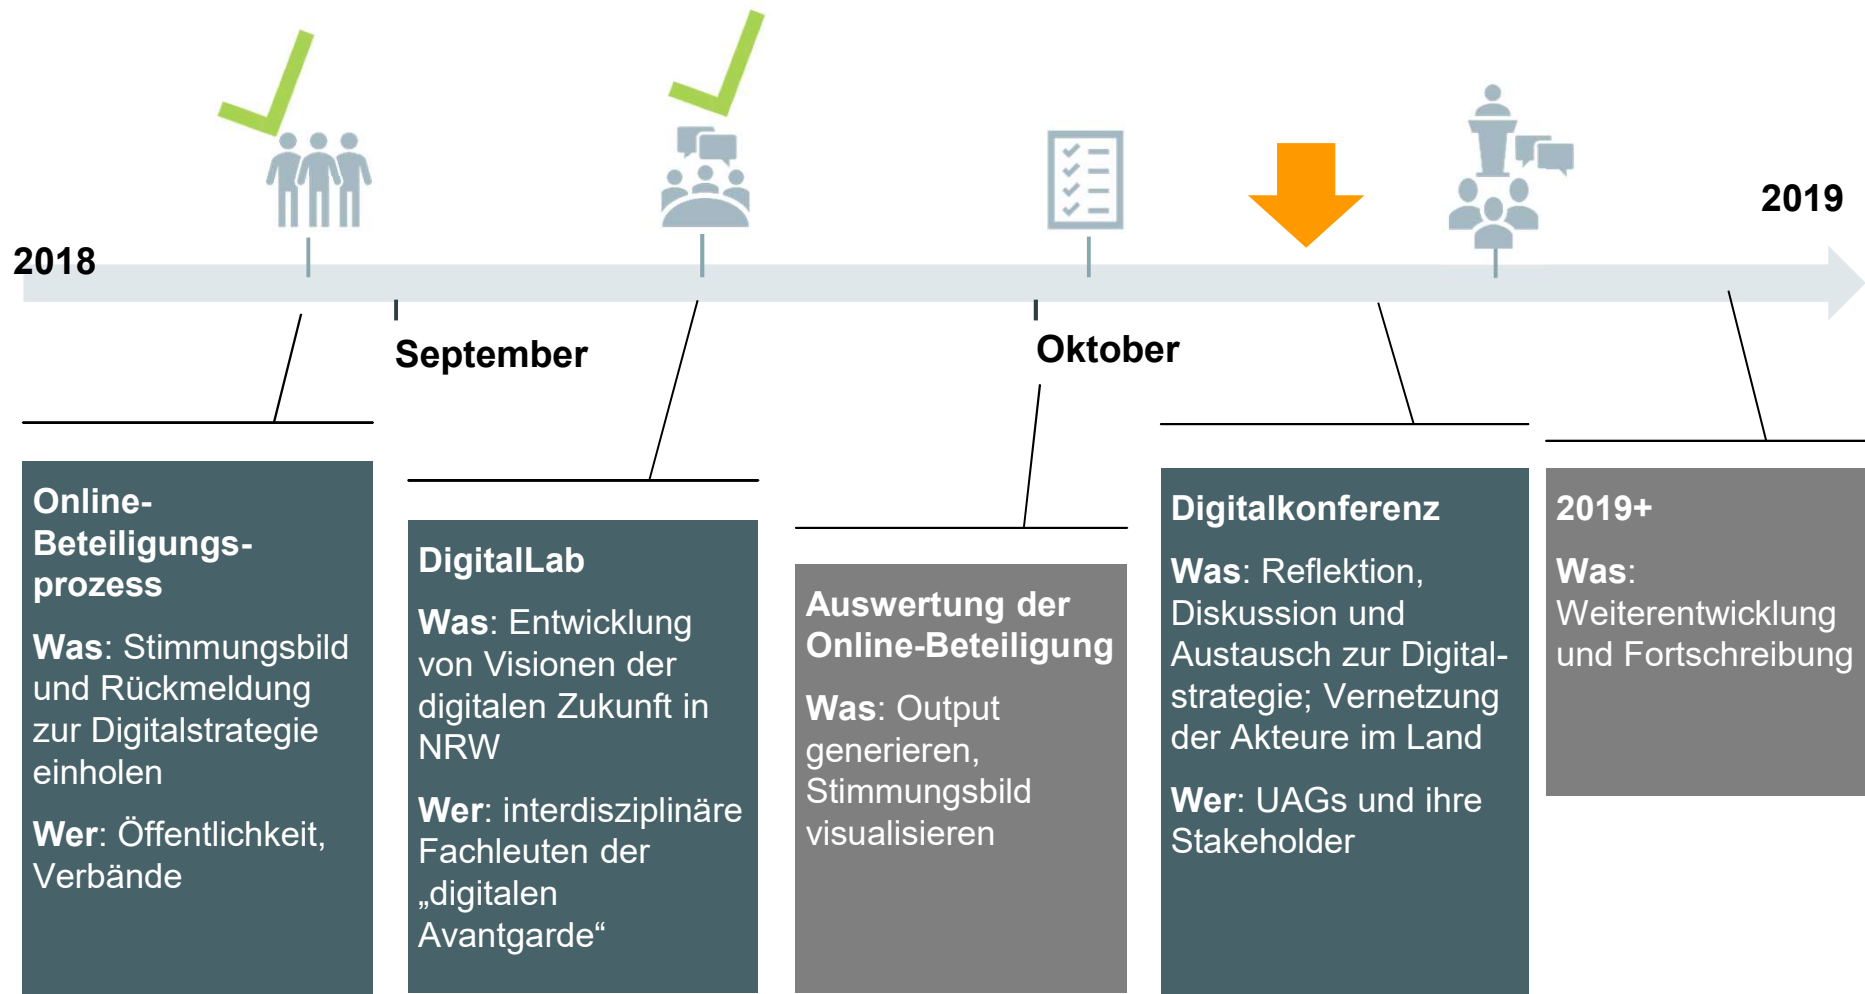 2018
2019
September
Oktober
Online-
Beteiligungs-
prozess
Was: Stimmungsbild
und Rückmeldung
zur Digitalstrategie
einholen
Wer: Öffentlichkeit,
Verbände
DigitalLab
Was: Entwicklung
von Visionen der
digitalen Zukunft in
NRW
Wer: interdisziplinäre
Fachleuten der
„digitalen
Avantgarde“
Auswertung der
Online-Beteiligung
Was: Output
generieren,
Stimmungsbild
visualisieren
Digitalkonferenz
Was: Reflektion,
Diskussion und
Austausch zur Digital-
strategie; Vernetzung
der Akteure im Land
Wer: UAGs und ihre
Stakeholder
2019+
Was:
Weiterentwicklung
und Fortschreibung